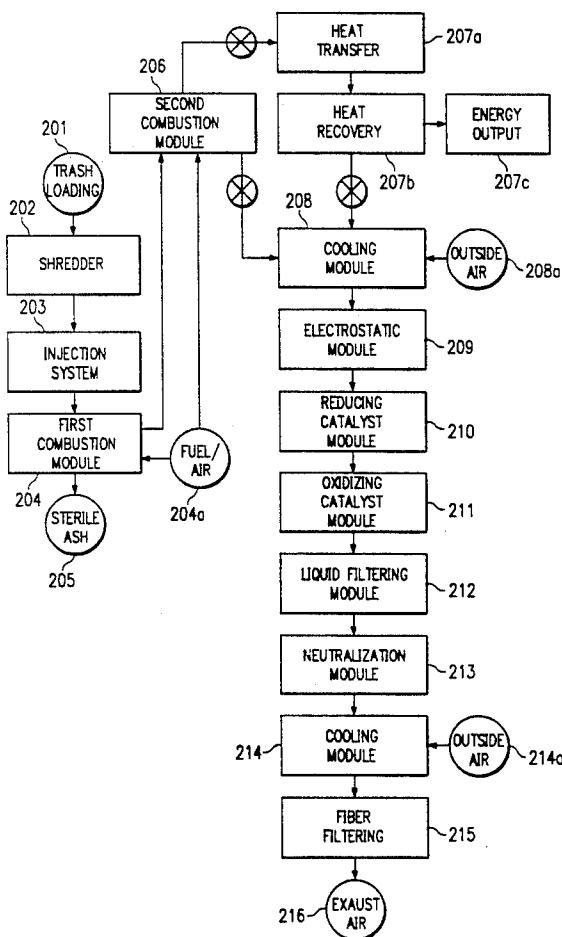 HEAT
TRANSFER
207a
206
SECOND
COMBUSTION
MODULE
HEAT
RECOVERY
ENERGY
OUTPUT
207b
207c
201
TRASH
LOADING
202
SHREDDER
208
COOLING
MODULE
OUTSIDE
AIR
208a
203
INJECTION
SYSTEM
ELECTROSTATIC
MODULE
209
FIRST
COMBUSTION
MODULE
204
FUEL/
AIR
204a
REDUCING
CATALYST
MODULE
210
STERILE
ASH
205
OXIDIZING
CATALYST
MODULE
211
LIQUID FILTERING
MODULE
212
NEUTRALIZATION
MODULE
213
214
COOLING
MODULE
OUTSIDE
AIR
214a
FIBER
FILTERING
215
216
EXAUST
AIR